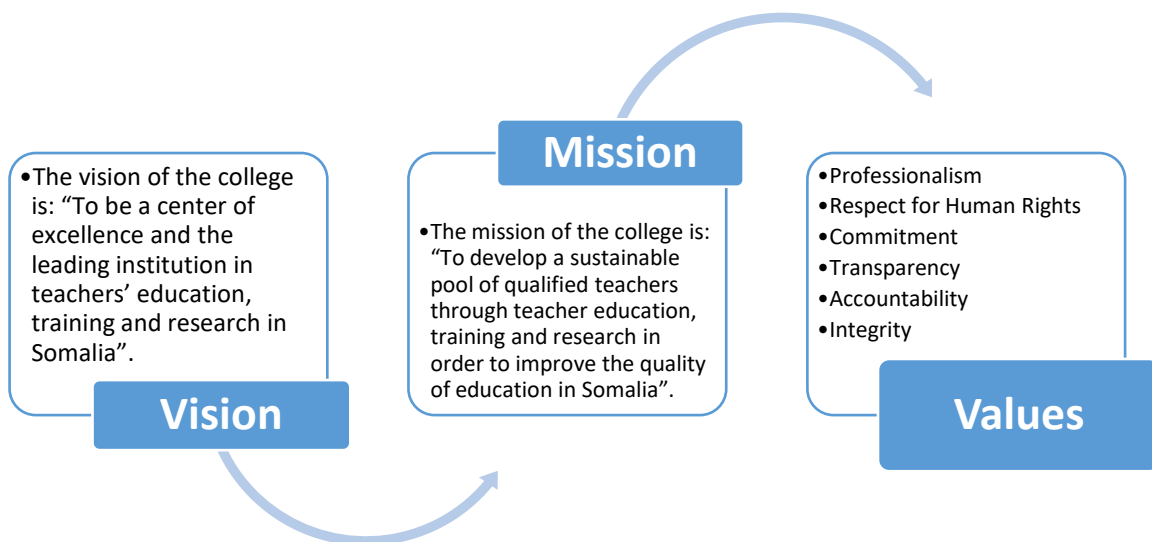 •The vision of the college
is: “To be a center of
excellence and the
leading institution in
teachers’ education,
training and research in
Somalia”.
Vision
Mission
•The mission of the college is:
“To develop a sustainable
pool of qualified teachers
through teacher education,
training and research in
order to improve the quality
of education in Somalia”.
•Professionalism
•Respect for Human Rights
•Commitment
•Transparency
•Accountability
•Integrity
Values